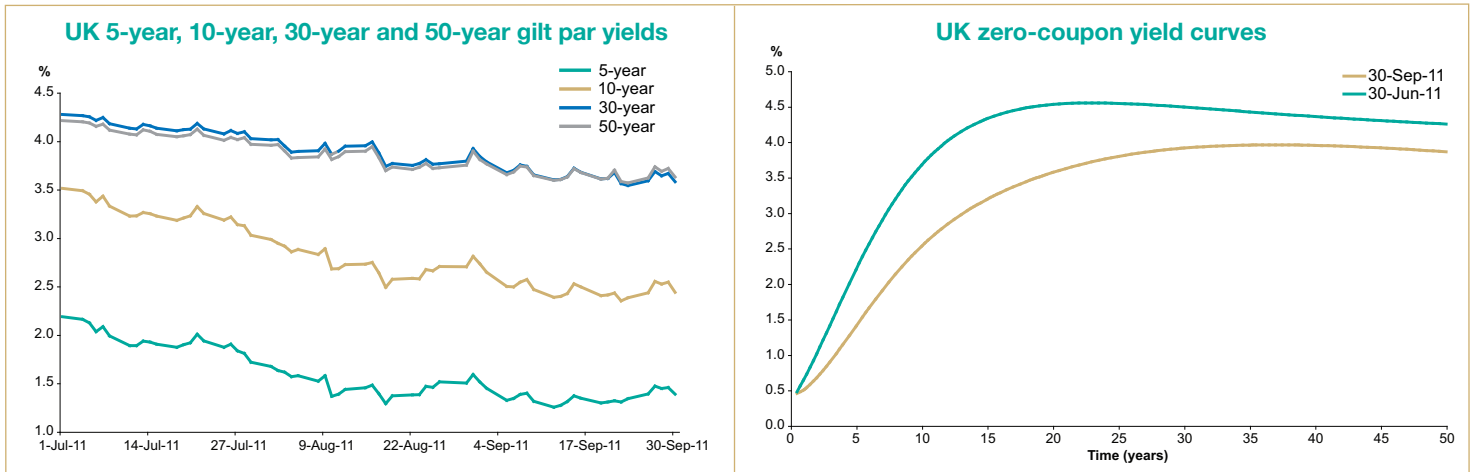 UK 5-year, 10-year, 30-year and 50-year gilt par yields
%
5-year
10-year
30-year
50-year
4.5
4.0
3.5
3.0
2.5
2.0
1.5
1.0
1-Jul-11 14-Jul-11 27-Jul-11 9-Aug-11 22-Aug-11 4-Sep-11 17-Sep-11 30-Sep-11
UK zero-coupon yield curves
%
30-Sep-11
30-Jun-11
5.0
4.5
4.0
3.5
3.0
2.5
2.0
1.5
1.0
0.5
0.0
0 5 10 15 20 25 30 35 40 45 50
Time (years)